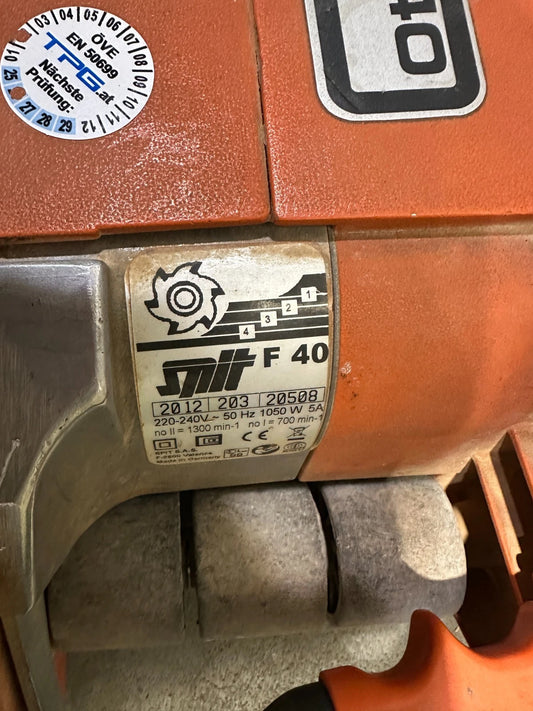 01 03 04 05 06 07 08 09 10 11 12
ÖVE
EN 50699
TPG.at
Nächste
Prüfung:
25 27 28 29
40
1
2
3
4
SPIT F 40
2012 203 20508
220-240V~ 50 Hz 1050 W 5A
no II = 1300 min-1 no I = 700 min-1
CE
SPIT S.A.S.
Made in Germany